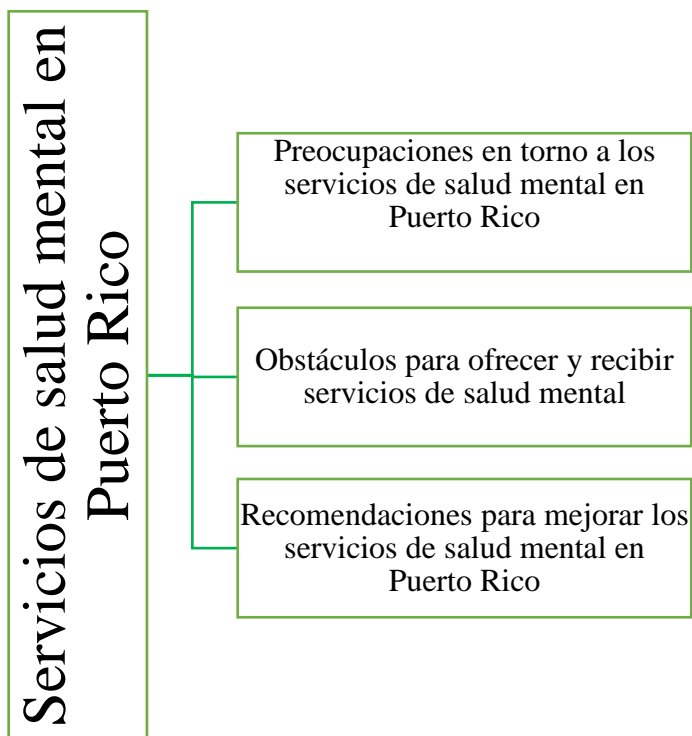 Servicios de salud mental en
Puerto Rico
Preocupaciones en torno a los
servicios de salud mental en
Puerto Rico
Obstáculos para ofrecer y recibir
servicios de salud mental
Recomendaciones para mejorar los
servicios de salud mental en
Puerto Rico